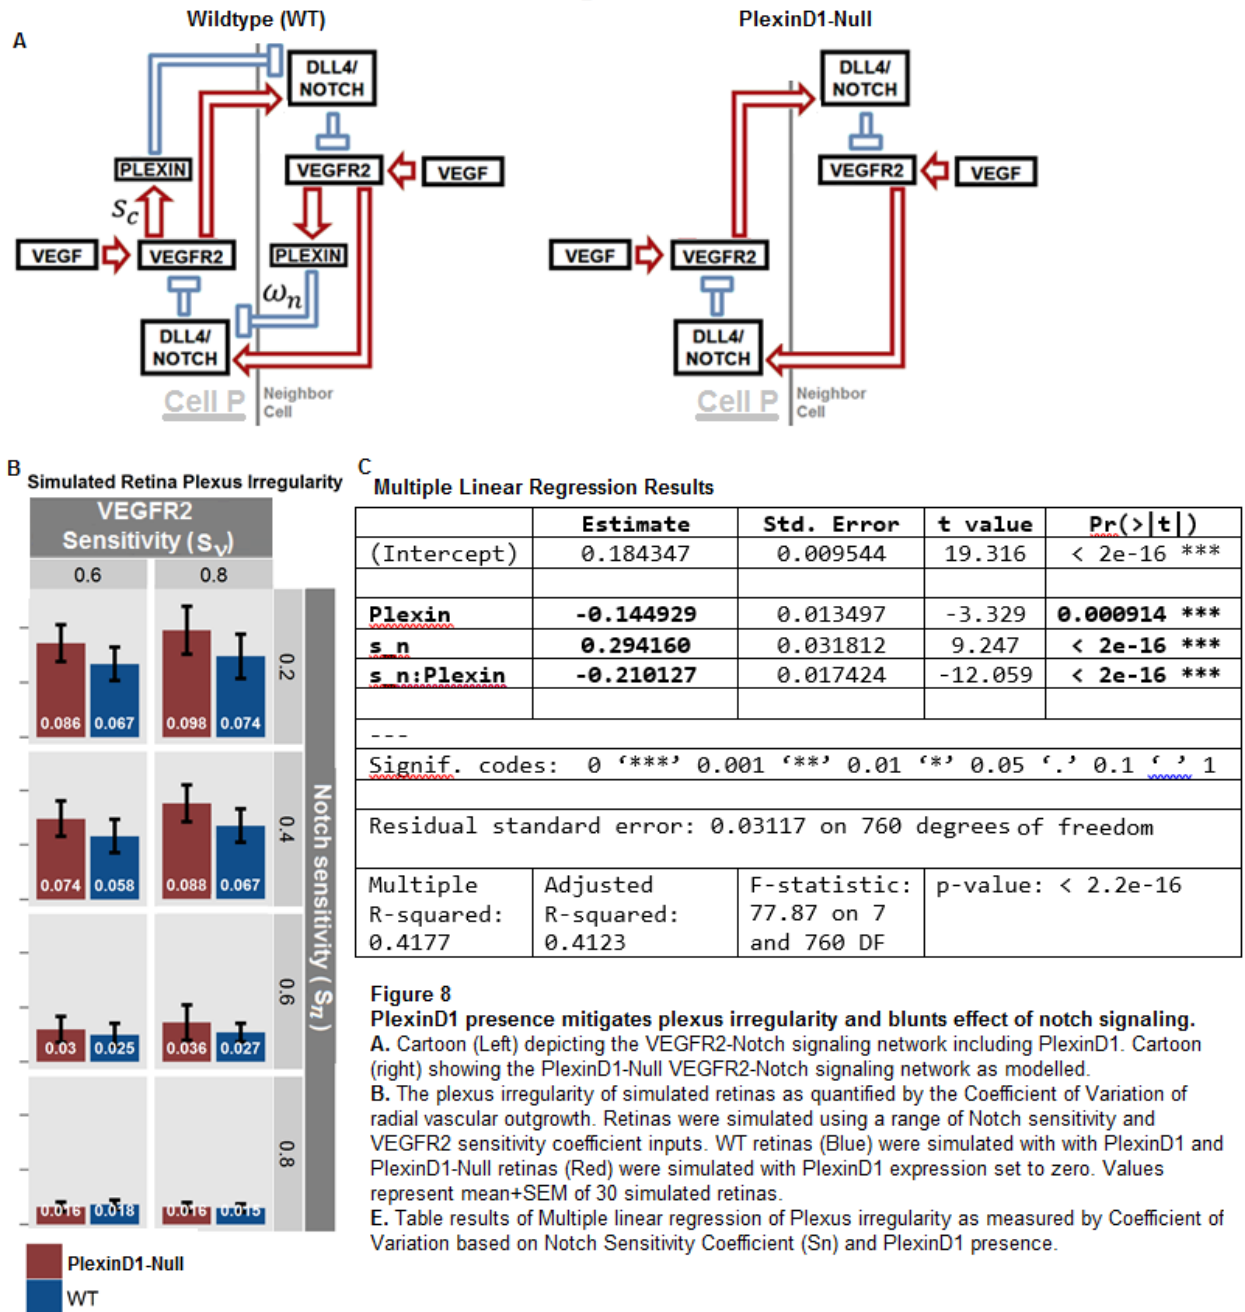 Wildtype (WT)
PlexinD1-Null
A
DLL4/
NOTCH
PLEXIN
VEGFR2
VEGF
Sc
VEGF
VEGFR2
PLEXIN
ωn
DLL4/
NOTCH
Cell P
Neighbor
Cell
DLL4/
NOTCH
VEGFR2
VEGF
VEGF
VEGFR2
DLL4/
NOTCH
Cell P
Neighbor
Cell
B
Simulated Retina Plexus Irregularity
VEGFR2
Sensitivity (Sv)
0.6 0.8
0.086 0.067 0.098 0.074
0.2
0.074 0.058 0.088 0.067
0.4
0.03 0.025 0.036 0.027
0.6
0.016 0.018 0.016 0.015
0.8
Notch sensitivity (Sn)
PlexinD1-Null
WT
C
Multiple Linear Regression Results
Estimate Std. Error t value Pr(>|t|)
(Intercept) 0.184347 0.009544 19.316 < 2e-16 ***
Plexin -0.144929 0.013497 -3.329 0.000914 ***
s_n 0.294160 0.031812 9.247 < 2e-16 ***
s_n:Plexin -0.210127 0.017424 -12.059 < 2e-16 ***
---
Signif. codes: 0 ‘***’ 0.001 ‘**’ 0.01 ‘*’ 0.05 ‘.’ 0.1 ‘ ’ 1
Residual standard error: 0.03117 on 760 degrees of freedom
Multiple
R-squared:
0.4177
Adjusted
R-squared:
0.4123
F-statistic:
77.87 on 7
and 760 DF
p-value: < 2.2e-16
Figure 8
PlexinD1 presence mitigates plexus irregularity and blunts effect of notch signaling.
A. Cartoon (Left) depicting the VEGFR2-Notch signaling network including PlexinD1. Cartoon
(right) showing the PlexinD1-Null VEGFR2-Notch signaling network as modelled.
B. The plexus irregularity of simulated retinas as quantified by the Coefficient of Variation of
radial vascular outgrowth. Retinas were simulated using a range of Notch sensitivity and
VEGFR2 sensitivity coefficient inputs. WT retinas (Blue) were simulated with with PlexinD1 and
PlexinD1-Null retinas (Red) were simulated with PlexinD1 expression set to zero. Values
represent mean+SEM of 30 simulated retinas.
E. Table results of Multiple linear regression of Plexus irregularity as measured by Coefficient of
Variation based on Notch Sensitivity Coefficient (Sn) and PlexinD1 presence.